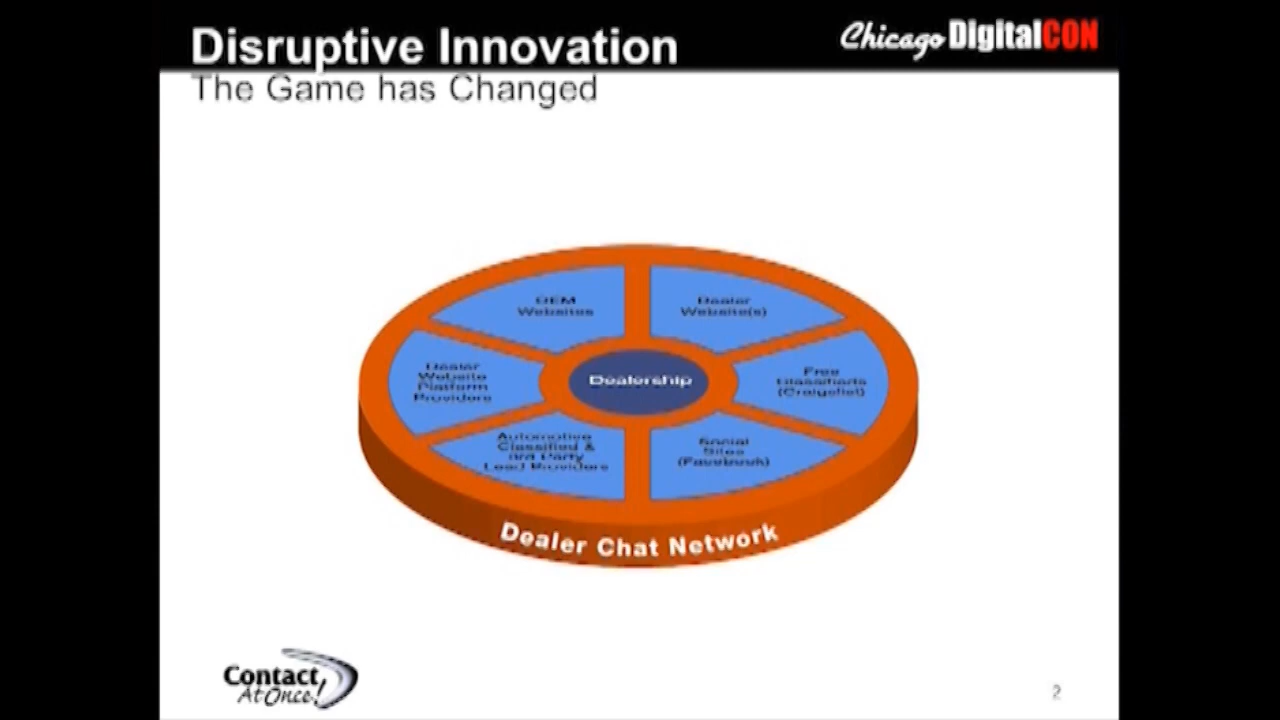 Disruptive Innovation
Chicago DigitalCON
The Game has Changed
OEM
Websites
Dealer
Website(s)
Dealer
Website
Platform
Providers
Dealership
Free
Classifieds
(Craigslist)
Automotive
Classified &
3rd Party
Lead Providers
Social
Sites
(Facebook)
Dealer Chat Network
Contact
At Once!
2